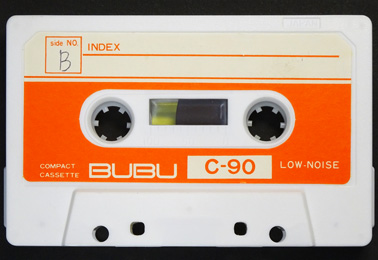 side NO.
B
INDEX
COMPACT
CASSETTE
BUBU
C-90
LOW-NOISE